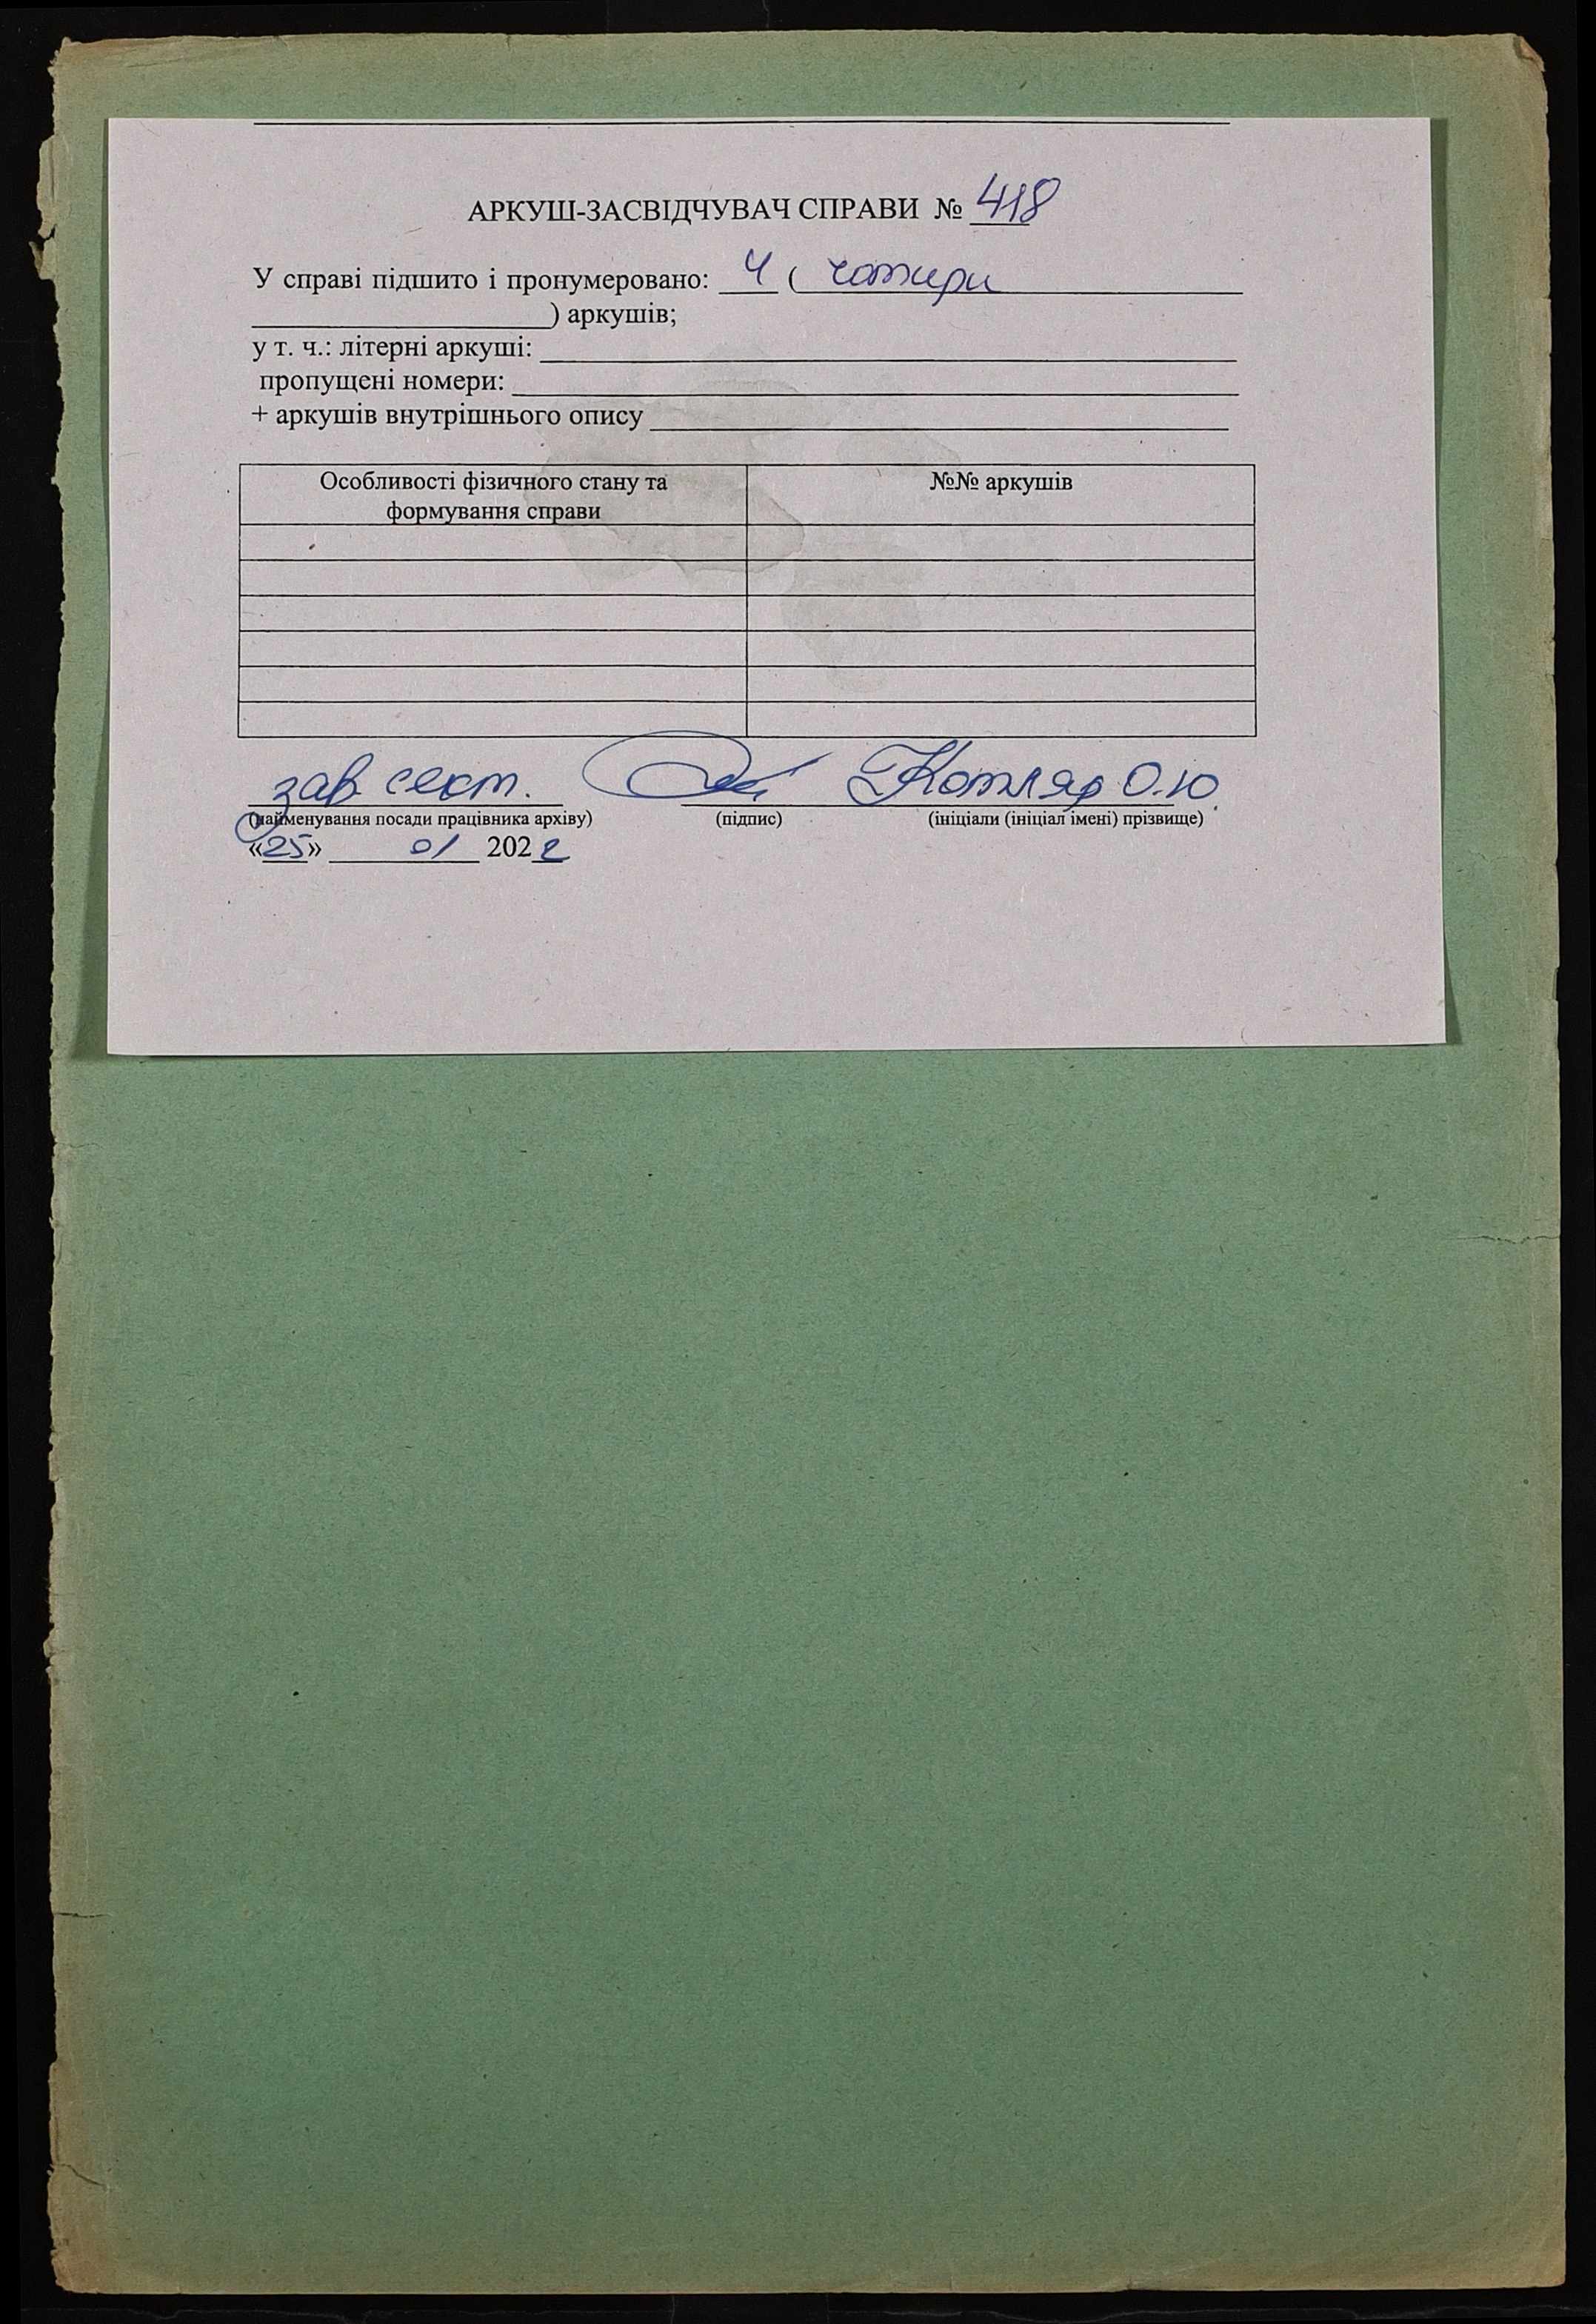 АРКУШ-ЗАСВІДЧУВАЧ СПРАВИ № 418
У справі підшито і пронумеровано: 4 ( чотири
) аркушів;
у т. ч.: літерні аркуші:
пропущені номери:
+ аркушів внутрішнього опису
Особливості фізичного стану та формування справи
№№ аркушів
зав сект. Котляр О.Ю.
(найменування посади працівника архіву) (підпис) (ініціали (ініціал імені) прізвище)
«25» 01 2022